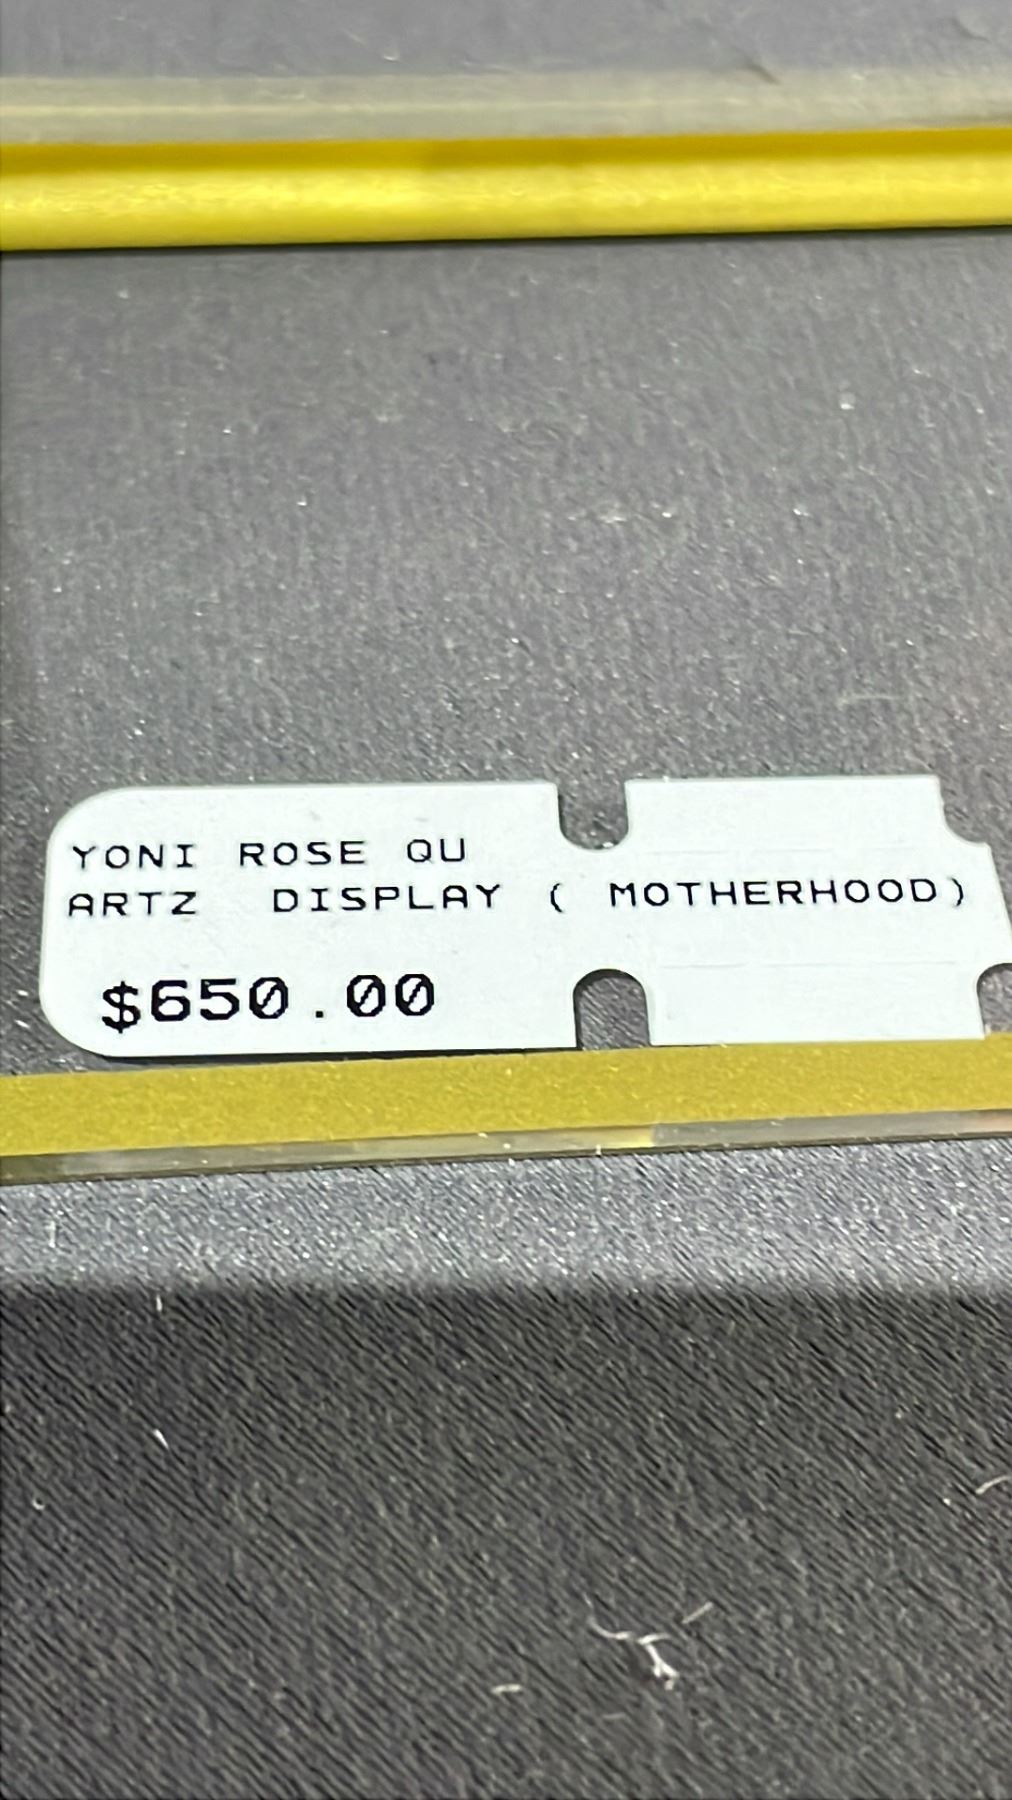 YONI ROSE QU
ARTZ DISPLAY ( MOTHERHOOD)
$650.00